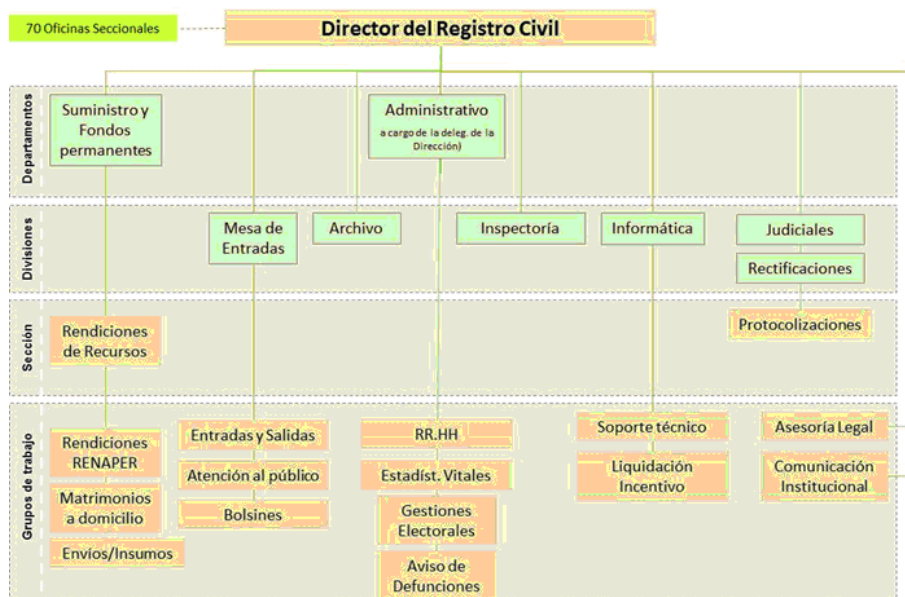 70 Oficinas Seccionales
Director del Registro Civil
Departamentos
Suministro y
Fondos
permanentes
Administrativo
a cargo de la deleg. de la
Dirección)
Divisiones
Mesa de
Entradas
Archivo
Inspectoría
Informática
Judiciales
Rectificaciones
Sección
Rendiciones
de Recursos
Protocolizaciones
Grupos de trabajo
Rendiciones
RENAPER
Matrimonios
a domicilio
Envíos/Insumos
Entradas y Salidas
Atención al público
Bolsines
RR.HH
Estadíst. Vitales
Gestiones
Electorales
Aviso de
Defunciones
Soporte técnico
Liquidación
Incentivo
Asesoría Legal
Comunicación
Institucional